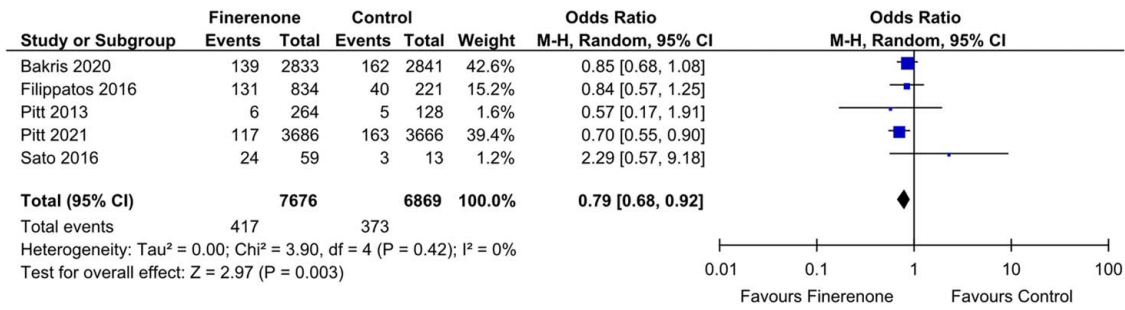 Finerenone Control Odds Ratio Odds Ratio
Study or Subgroup Events Total Events Total Weight M-H, Random, 95% CI M-H, Random, 95% CI
Bakris 2020 139 2833 162 2841 42.6% 0.85 [0.68, 1.08]
Filippatos 2016 131 834 40 221 15.2% 0.84 [0.57, 1.25]
Pitt 2013 6 264 5 128 1.6% 0.57 [0.17, 1.91]
Pitt 2021 117 3686 163 3666 39.4% 0.70 [0.55, 0.90]
Sato 2016 24 59 3 13 1.2% 2.29 [0.57, 9.18]
Total (95% CI) 7676 6869 100.0% 0.79 [0.68, 0.92]
Total events 417 373
Heterogeneity: Tau² = 0.00; Chi² = 3.90, df = 4 (P = 0.42); I² = 0%
Test for overall effect: Z = 2.97 (P = 0.003)
0.01 0.1 1 10 100
Favours Finerenone Favours Control